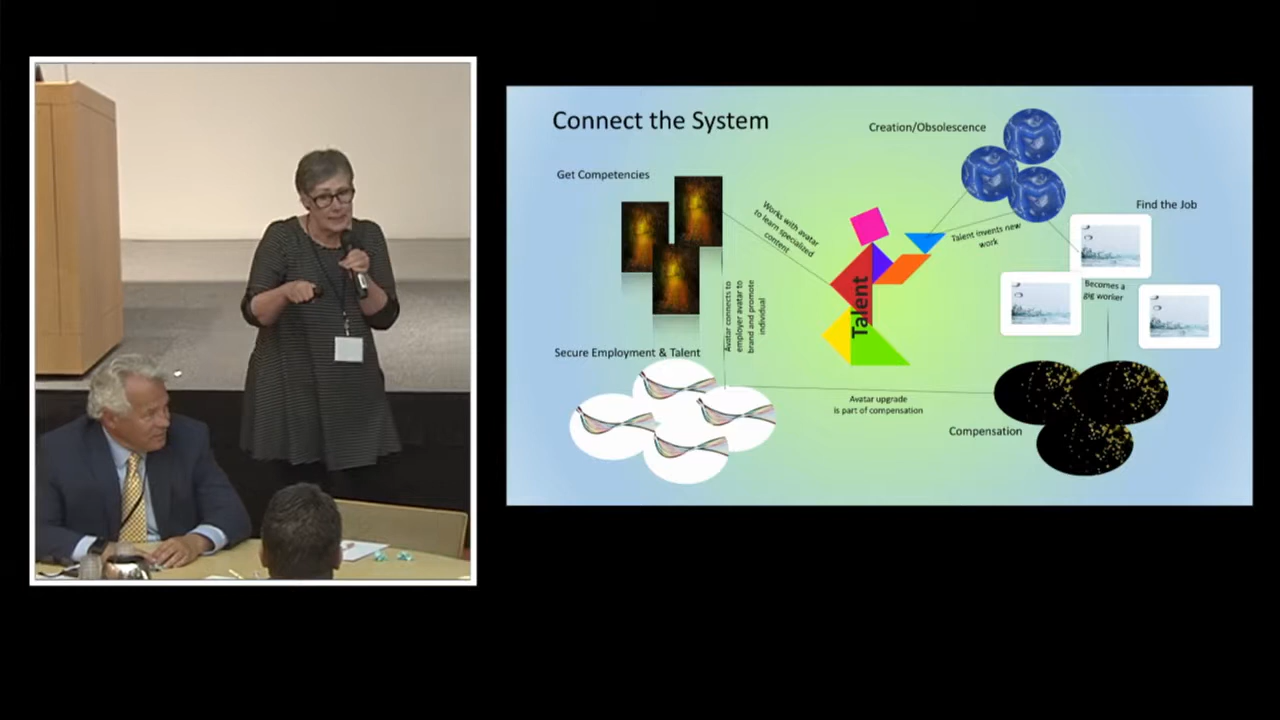 Connect the System
Creation/Obsolescence
Get Competencies
Find the Job
Works with avatar
to learn specialized
content
Talent invents new
work
Talent
Becomes a
gig worker
Avatar connects to
employer avatar to
brand and promote
individual
Secure Employment & Talent
Avatar upgrade
is part of compensation
Compensation